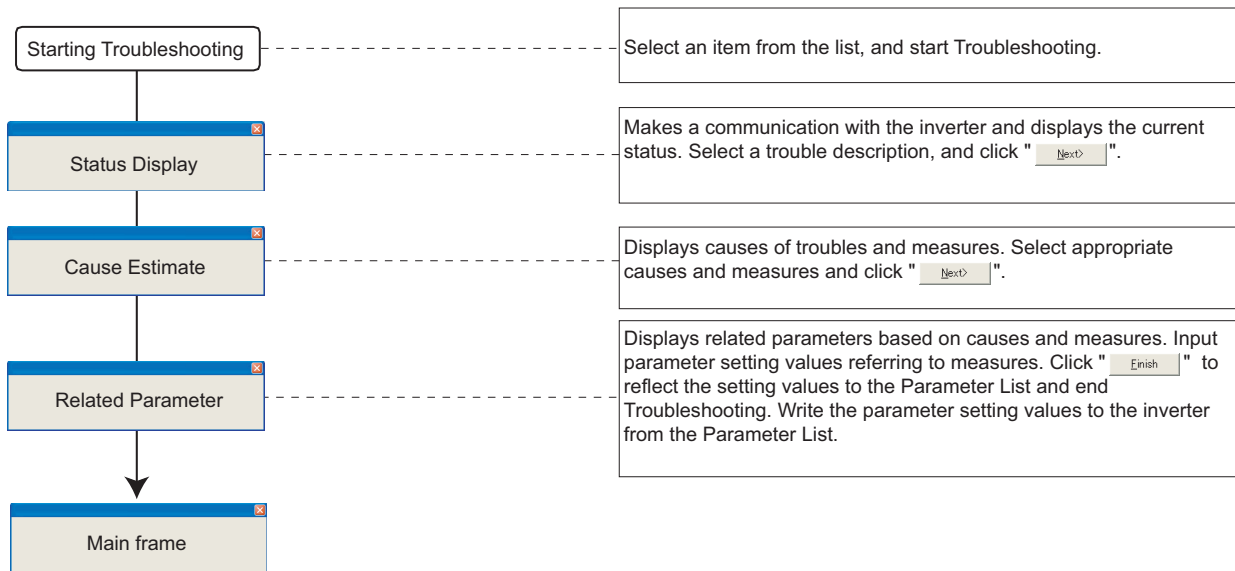 Starting Troubleshooting
Select an item from the list, and start Troubleshooting.
Status Display
Makes a communication with the inverter and displays the current
status. Select a trouble description, and click " Next> ".
Cause Estimate
Displays causes of troubles and measures. Select appropriate
causes and measures and click " Next> ".
Related Parameter
Displays related parameters based on causes and measures. Input
parameter setting values referring to measures. Click " Finish " to
reflect the setting values to the Parameter List and end
Troubleshooting. Write the parameter setting values to the inverter
from the Parameter List.
Main frame